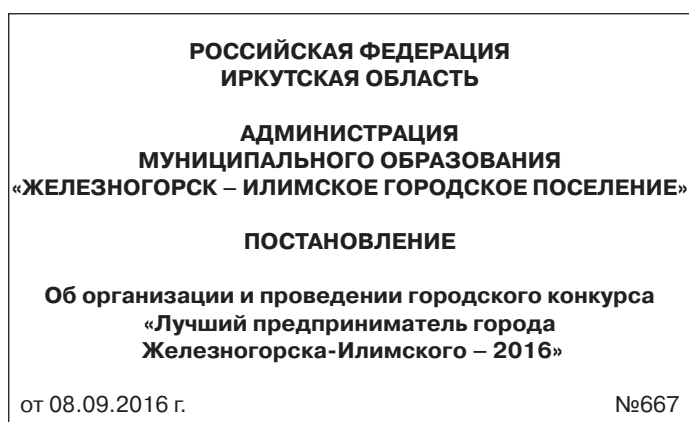 РОССИЙСКАЯ ФЕДЕРАЦИЯ
ИРКУТСКАЯ ОБЛАСТЬ
АДМИНИСТРАЦИЯ
МУНИЦИПАЛЬНОГО ОБРАЗОВАНИЯ
«ЖЕЛЕЗНОГОРСК – ИЛИМСКОЕ ГОРОДСКОЕ ПОСЕЛЕНИЕ»
ПОСТАНОВЛЕНИЕ
Об организации и проведении городского конкурса
«Лучший предприниматель города
Железногорска-Илимского – 2016»
от 08.09.2016 г. №667